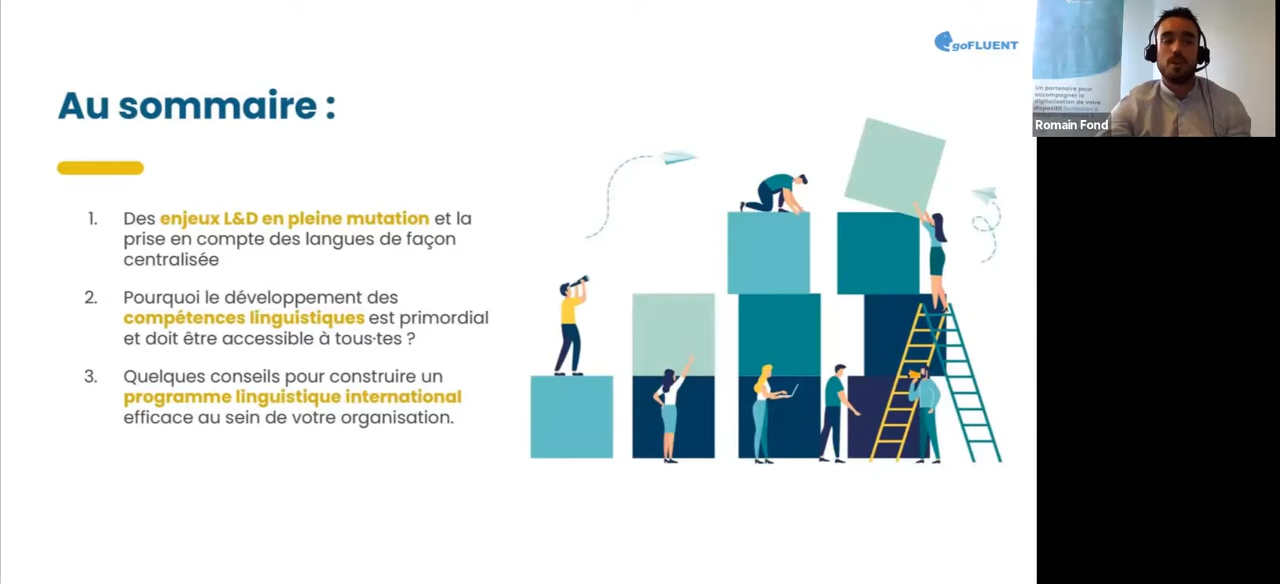 goFLUENT
Au sommaire :
1. Des enjeux L&D en pleine mutation et la
prise en compte des langues de façon
centralisée
2. Pourquoi le développement des
compétences linguistiques est primordial
et doit être accessible à tous·tes ?
3. Quelques conseils pour construire un
programme linguistique international
efficace au sein de votre organisation.
Un partenaire pour
accompagner la
digitalisation de votre
dispositif
Romain Fond